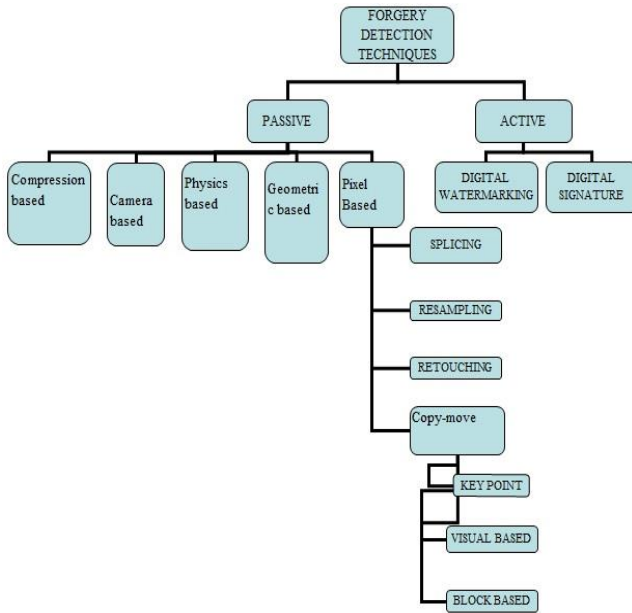 FORGERY
DETECTION
TECHNIQUES
PASSIVE
ACTIVE
Compression
based
Camera
based
Physics
based
Geometri
c based
Pixel
Based
DIGITAL
WATERMARKING
DIGITAL
SIGNATURE
SPLICING
RESAMPLING
RETOUCHING
Copy-move
KEY POINT
VISUAL BASED
BLOCK BASED